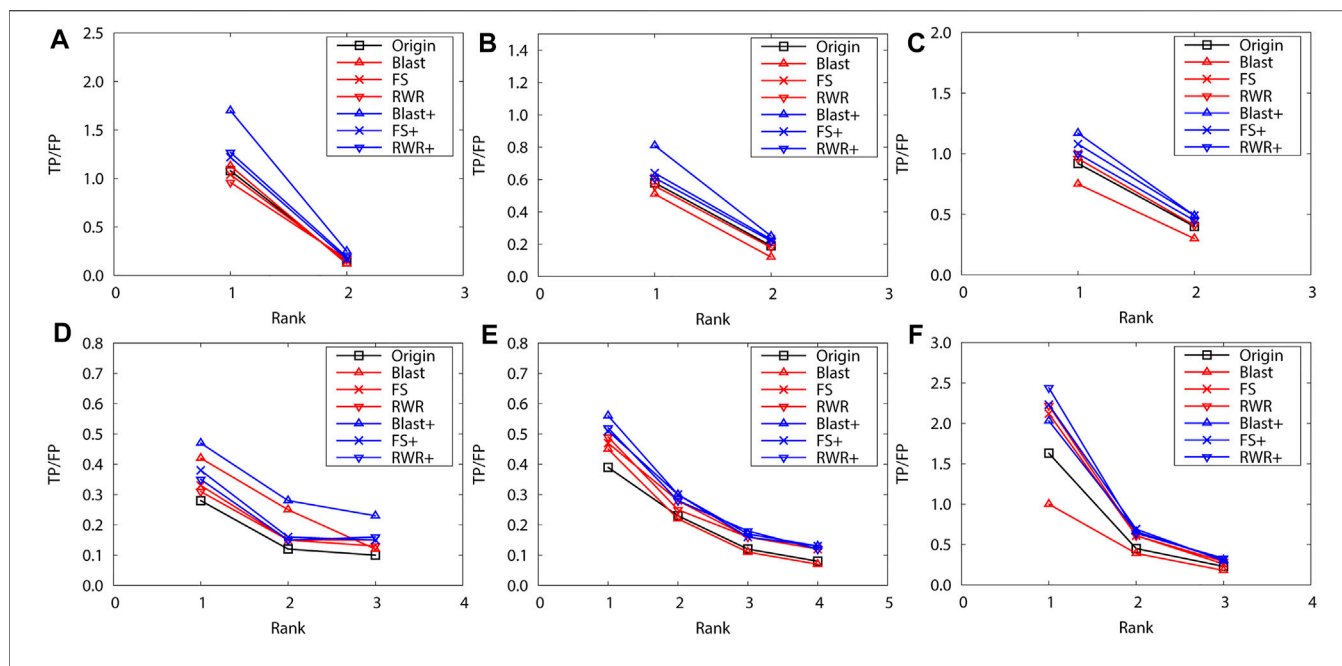 A
TP/FP
2.5
2.0
1.5
1.0
0.5
0.0
0 1 2 3
Rank
Origin
Blast
FS
RWR
Blast+
FS+
RWR+
B
TP/FP
1.4
1.2
1.0
0.8
0.6
0.4
0.2
0.0
0 1 2 3
Rank
Origin
Blast
FS
RWR
Blast+
FS+
RWR+
C
TP/FP
2.0
1.5
1.0
0.5
0.0
0 1 2 3
Rank
Origin
Blast
FS
RWR
Blast+
FS+
RWR+
D
TP/FP
0.8
0.7
0.6
0.5
0.4
0.3
0.2
0.1
0.0
0 1 2 3 4
Rank
Origin
Blast
FS
RWR
Blast+
FS+
RWR+
E
TP/FP
0.8
0.7
0.6
0.5
0.4
0.3
0.2
0.1
0.0
0 1 2 3 4 5
Rank
Origin
Blast
FS
RWR
Blast+
FS+
RWR+
F
TP/FP
3.0
2.5
2.0
1.5
1.0
0.5
0.0
0 1 2 3 4
Rank
Origin
Blast
FS
RWR
Blast+
FS+
RWR+